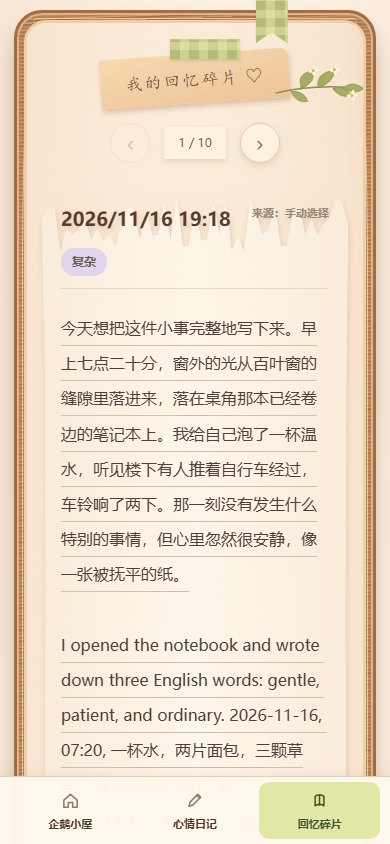 我的回忆碎片 ♡
‹ 1 / 10 ›
2026/11/16 19:18
来源：手动选择
复杂
今天想把这件小事完整地写下来。早
上七点二十分，窗外的光从百叶窗的
缝隙里落进来，落在桌角那本已经卷
边的笔记本上。我给自己泡了一杯温
水，听见楼下有人推着自行车经过，
车铃响了两下。那一刻没有发生什么
特别的事情，但心里忽然很安静，像
一张被抚平的纸。
I opened the notebook and wrote
down three English words: gentle,
patient, and ordinary. 2026-11-16,
07:20, 一杯水，两片面包，三颗草
企鹅小屋
心情日记
回忆碎片